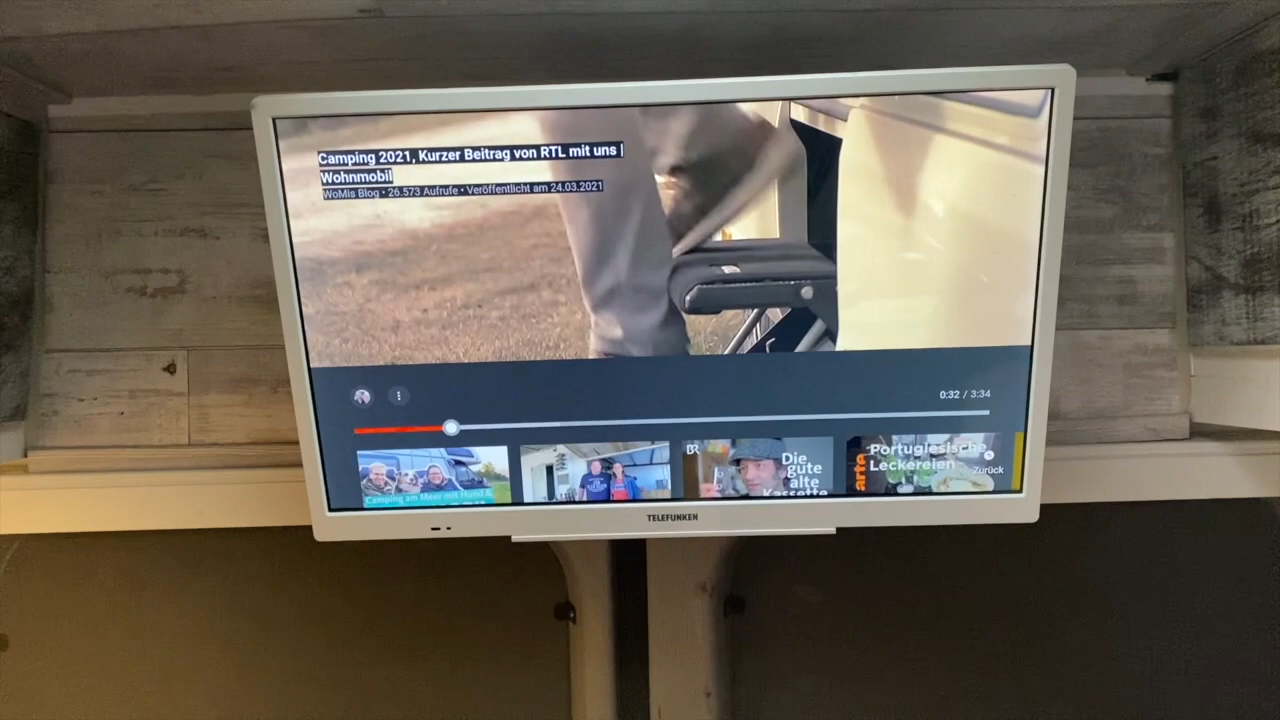 Camping 2021, Kurzer Beitrag von RTL mit uns |
Wohnmobil
WoMis Blog • 26.573 Aufrufe • Veröffentlicht am 24.03.2021
0:32 / 3:34
Camping am Meer mit Hund &
BR
Die
gute
alte
Kassette
arte
Portugiesische
Leckereien
Zurück
TELEFUNKEN